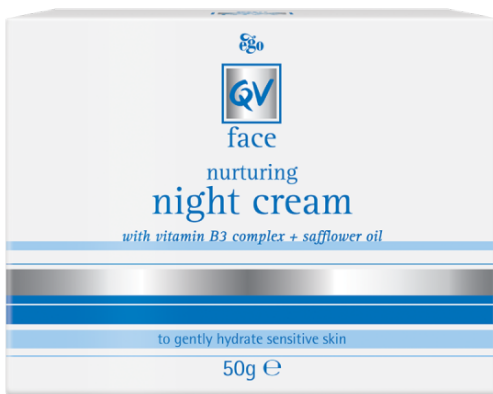 ego
QV
face
nurturing
night cream
with vitamin B3 complex + safflower oil
to gently hydrate sensitive skin
50g ℮